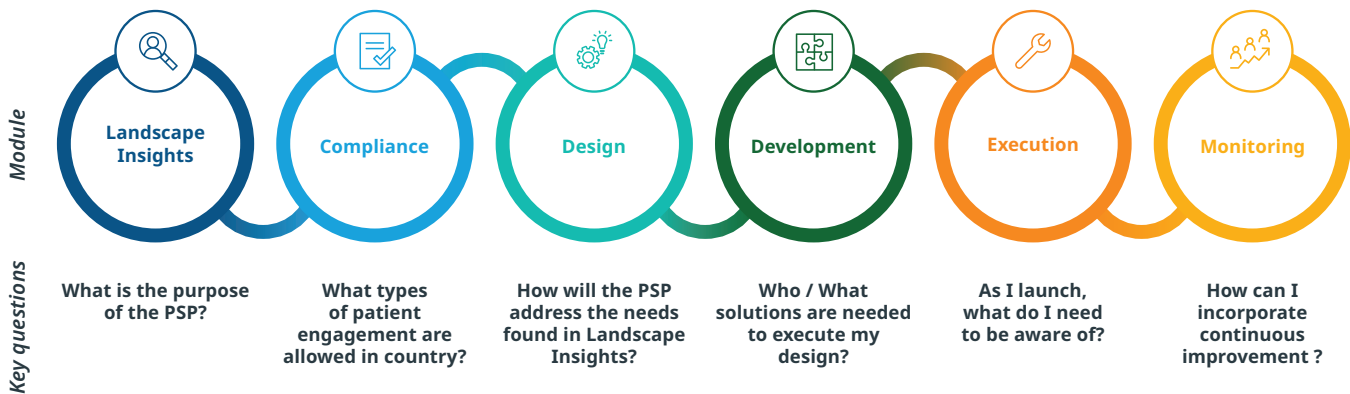 Module
Landscape
Insights
Compliance
Design
Development
Execution
Monitoring
Key questions
What is the purpose
of the PSP?
What types
of patient
engagement are
allowed in country?
How will the PSP
address the needs
found in Landscape
Insights?
Who / What
solutions are needed
to execute my
design?
As I launch,
what do I need
to be aware of?
How can I
incorporate
continuous
improvement ?